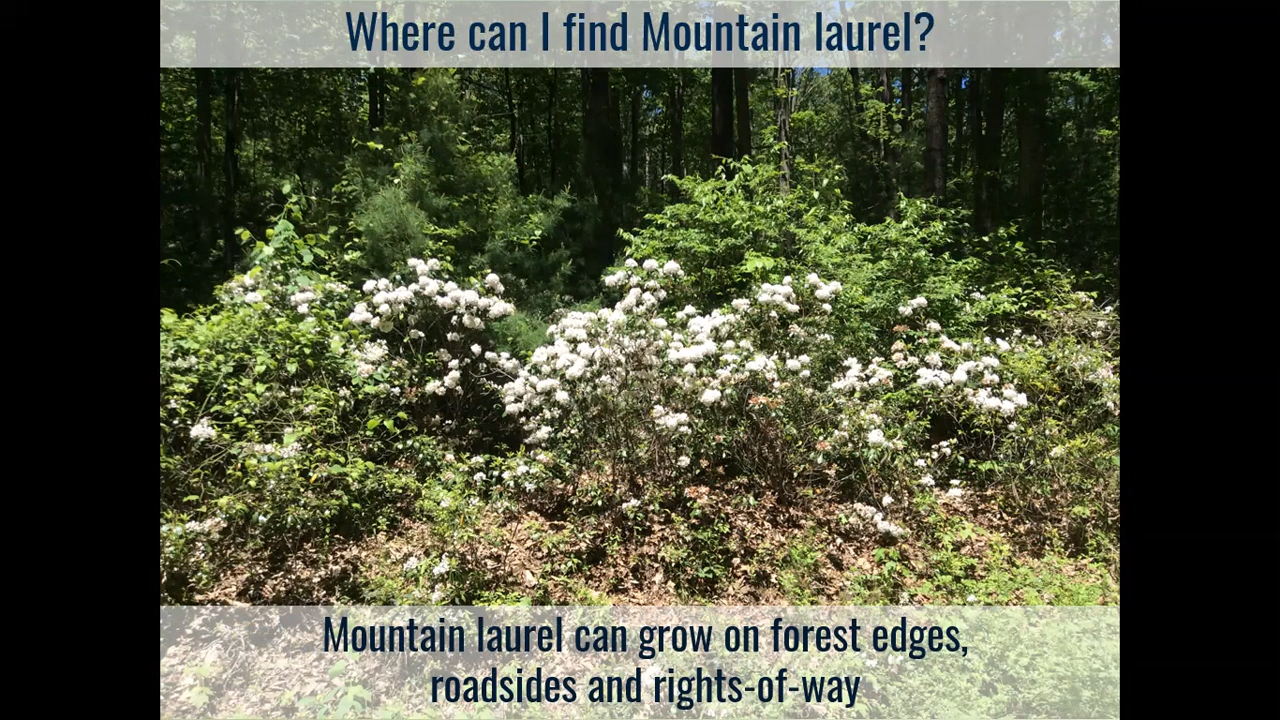 Where can I find Mountain laurel?
Mountain laurel can grow on forest edges,
roadsides and rights-of-way